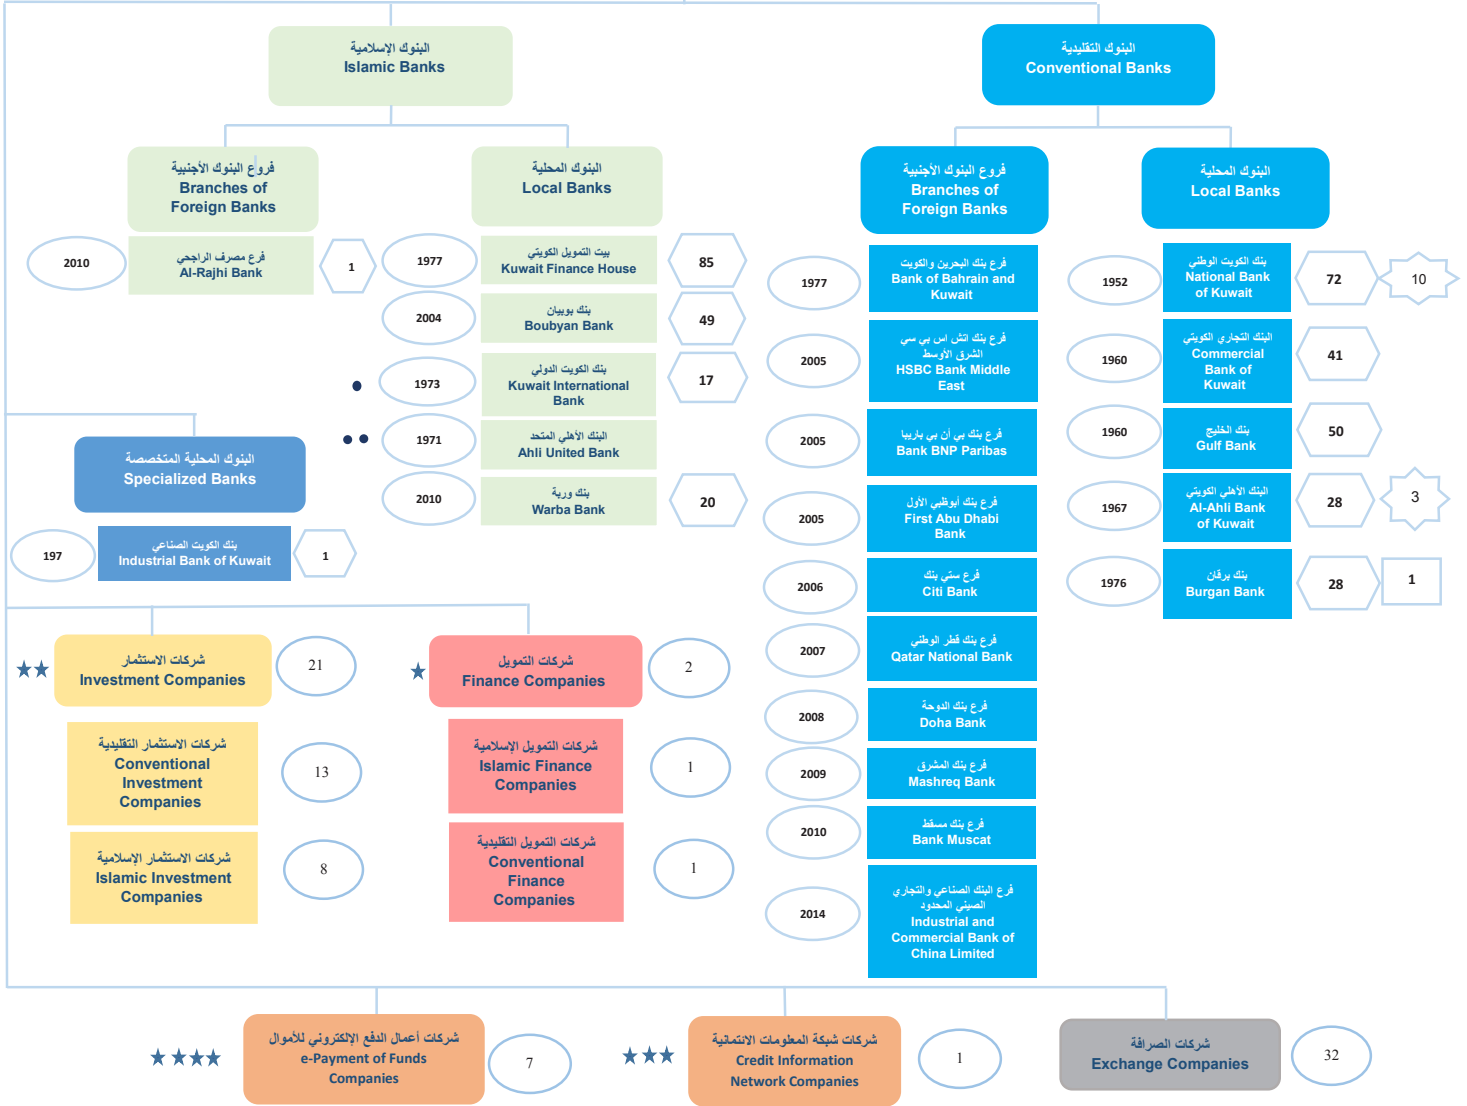 البنوك الإسلامية
Islamic Banks
البنوك التقليدية
Conventional Banks
فروع البنوك الأجنبية
Branches of
Foreign Banks
2010
فرع مصرف الراجحي
Al-Rajhi Bank
1
البنوك المحلية
Local Banks
1977
بيت التمويل الكويتي
Kuwait Finance House
85
2004
بنك بوبيان
Boubyan Bank
49
●
1973
بنك الكويت الدولي
Kuwait International
Bank
17
●●
1971
البنك الأهلي المتحد
Ahli United Bank
2010
بنك وربة
Warba Bank
20
فروع البنوك الأجنبية
Branches of
Foreign Banks
1977
فرع بنك البحرين والكويت
Bank of Bahrain and
Kuwait
2005
فرع بنك اتش اس بي سي
الشرق الأوسط
HSBC Bank Middle
East
2005
فرع بنك بي أن بي باريبا
Bank BNP Paribas
2005
فرع بنك أبوظبي الأول
First Abu Dhabi
Bank
2006
فرع ستي بنك
Citi Bank
2007
فرع بنك قطر الوطني
Qatar National Bank
2008
فرع بنك الدوحة
Doha Bank
2009
فرع بنك المشرق
Mashreq Bank
2010
فرع بنك مسقط
Bank Muscat
2014
فرع البنك الصناعي والتجاري
الصيني المحدود
Industrial and
Commercial Bank of
China Limited
البنوك المحلية
Local Banks
1952
بنك الكويت الوطني
National Bank
of Kuwait
72
10
1960
البنك التجاري الكويتي
Commercial
Bank of
Kuwait
41
1960
بنك الخليج
Gulf Bank
50
1967
البنك الأهلي الكويتي
Al-Ahli Bank
of Kuwait
28
3
1976
بنك برقان
Burgan Bank
28
1
البنوك المحلية المتخصصة
Specialized Banks
197
بنك الكويت الصناعي
Industrial Bank of Kuwait
1
★★
شركات الاستثمار
Investment Companies
21
شركات الاستثمار التقليدية
Conventional
Investment
Companies
13
شركات الاستثمار الإسلامية
Islamic Investment
Companies
8
★
شركات التمويل
Finance Companies
2
شركات التمويل الإسلامية
Islamic Finance
Companies
1
شركات التمويل التقليدية
Conventional
Finance
Companies
1
★★★★
شركات أعمال الدفع الإلكتروني للأموال
e-Payment of Funds
Companies
7
★★★
شركات شبكة المعلومات الائتمانية
Credit Information
Network Companies
1
شركات الصرافة
Exchange Companies
32